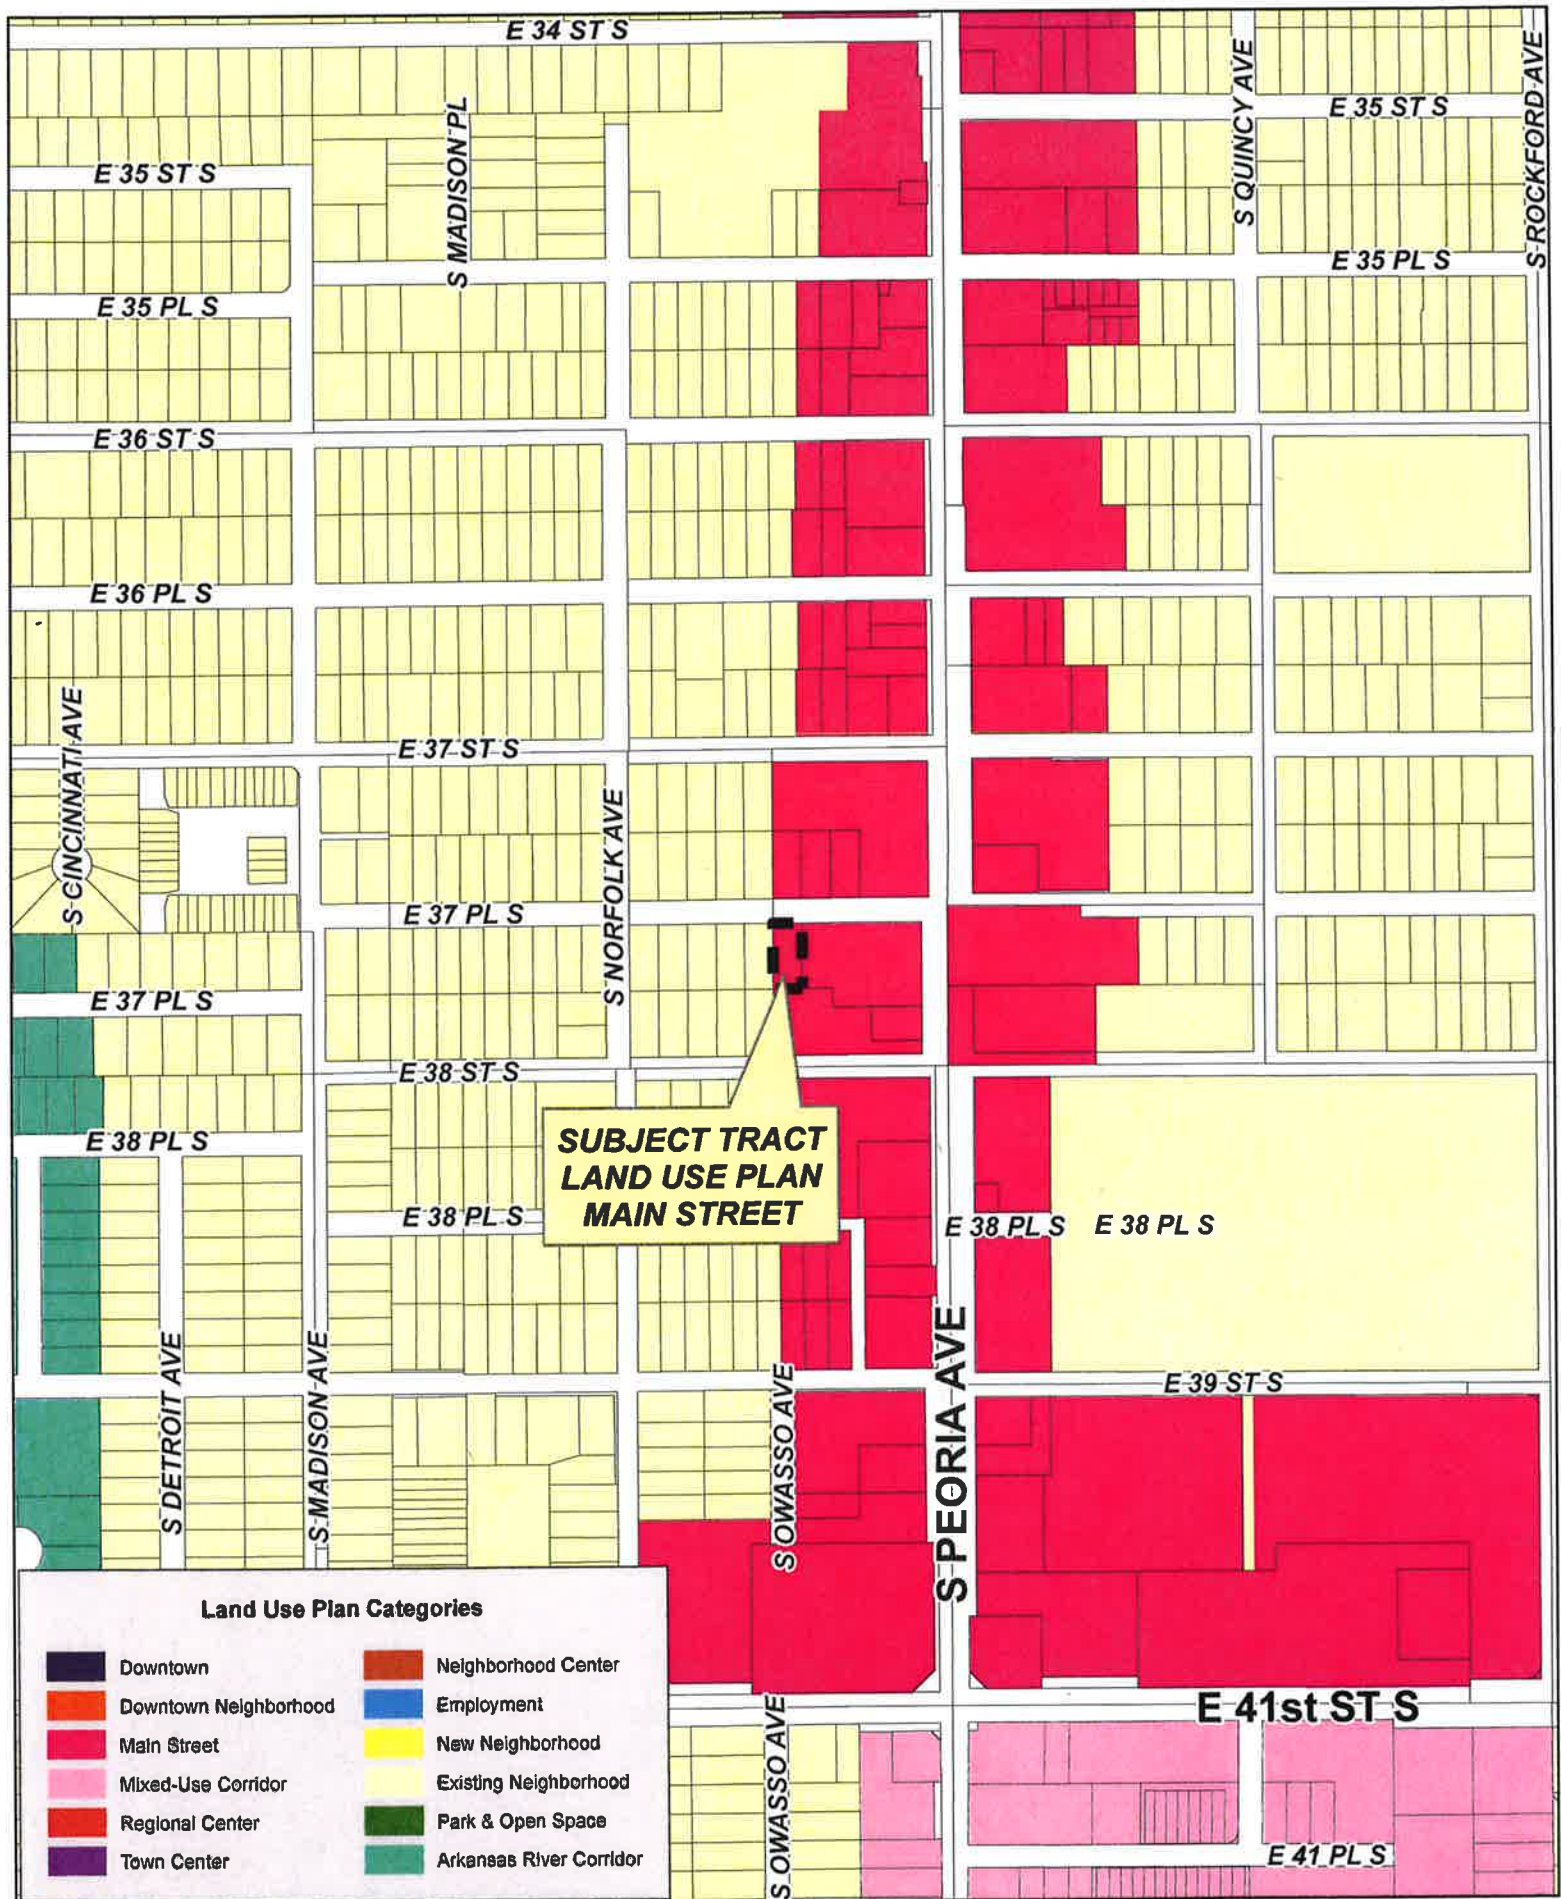 E 34 ST S
S QUINCY AVE
S ROCKFORD AVE
E 35 ST S
S MADISON PL
E 35 ST S
E 35 PL S
E 35 PL S
E 36 ST S
E 36 PL S
S CINCINNATI AVE
E 37 ST S
S NORFOLK AVE
E 37 PL S
E 37 PL S
E 38 ST S
E 38 PL S
SUBJECT TRACT
LAND USE PLAN
MAIN STREET
E 38 PL S
E 38 PL S
E 38 PL S
S PEORIA AVE
S DETROIT AVE
S MADISON AVE
S OWASSO AVE
E 39 ST S
Land Use Plan Categories
Downtown
Downtown Neighborhood
Main Street
Mixed-Use Corridor
Regional Center
Town Center
Neighborhood Center
Employment
New Neighborhood
Existing Neighborhood
Park & Open Space
Arkansas River Corridor
E 41st ST S
S OWASSO AVE
E 41 PL S